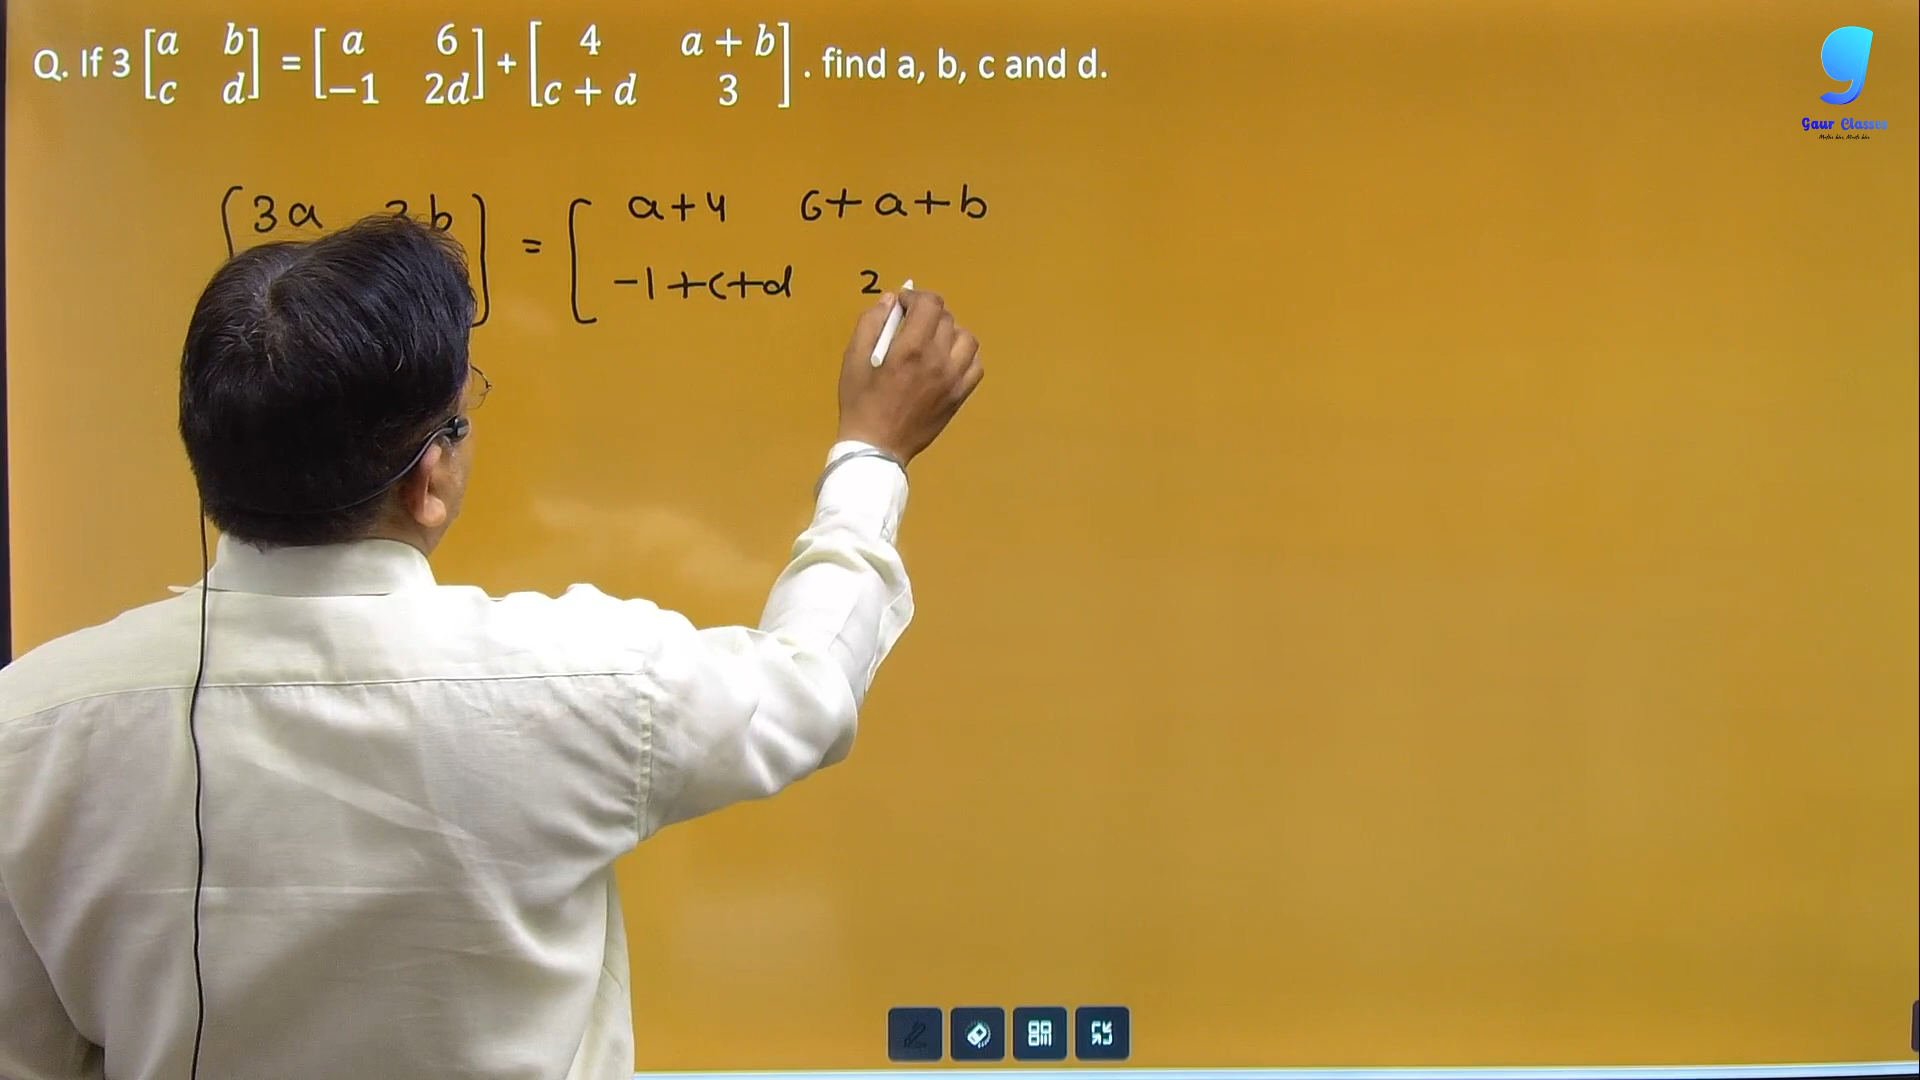 Q. If 3 [a b] = [a 6] + [4 a + b] . find a, b, c and d.
[c d] [−1 2d] [c + d 3]
g
Gaur Classes
[3a 3b] = [a+4 6+a+b
-1+c+d 2